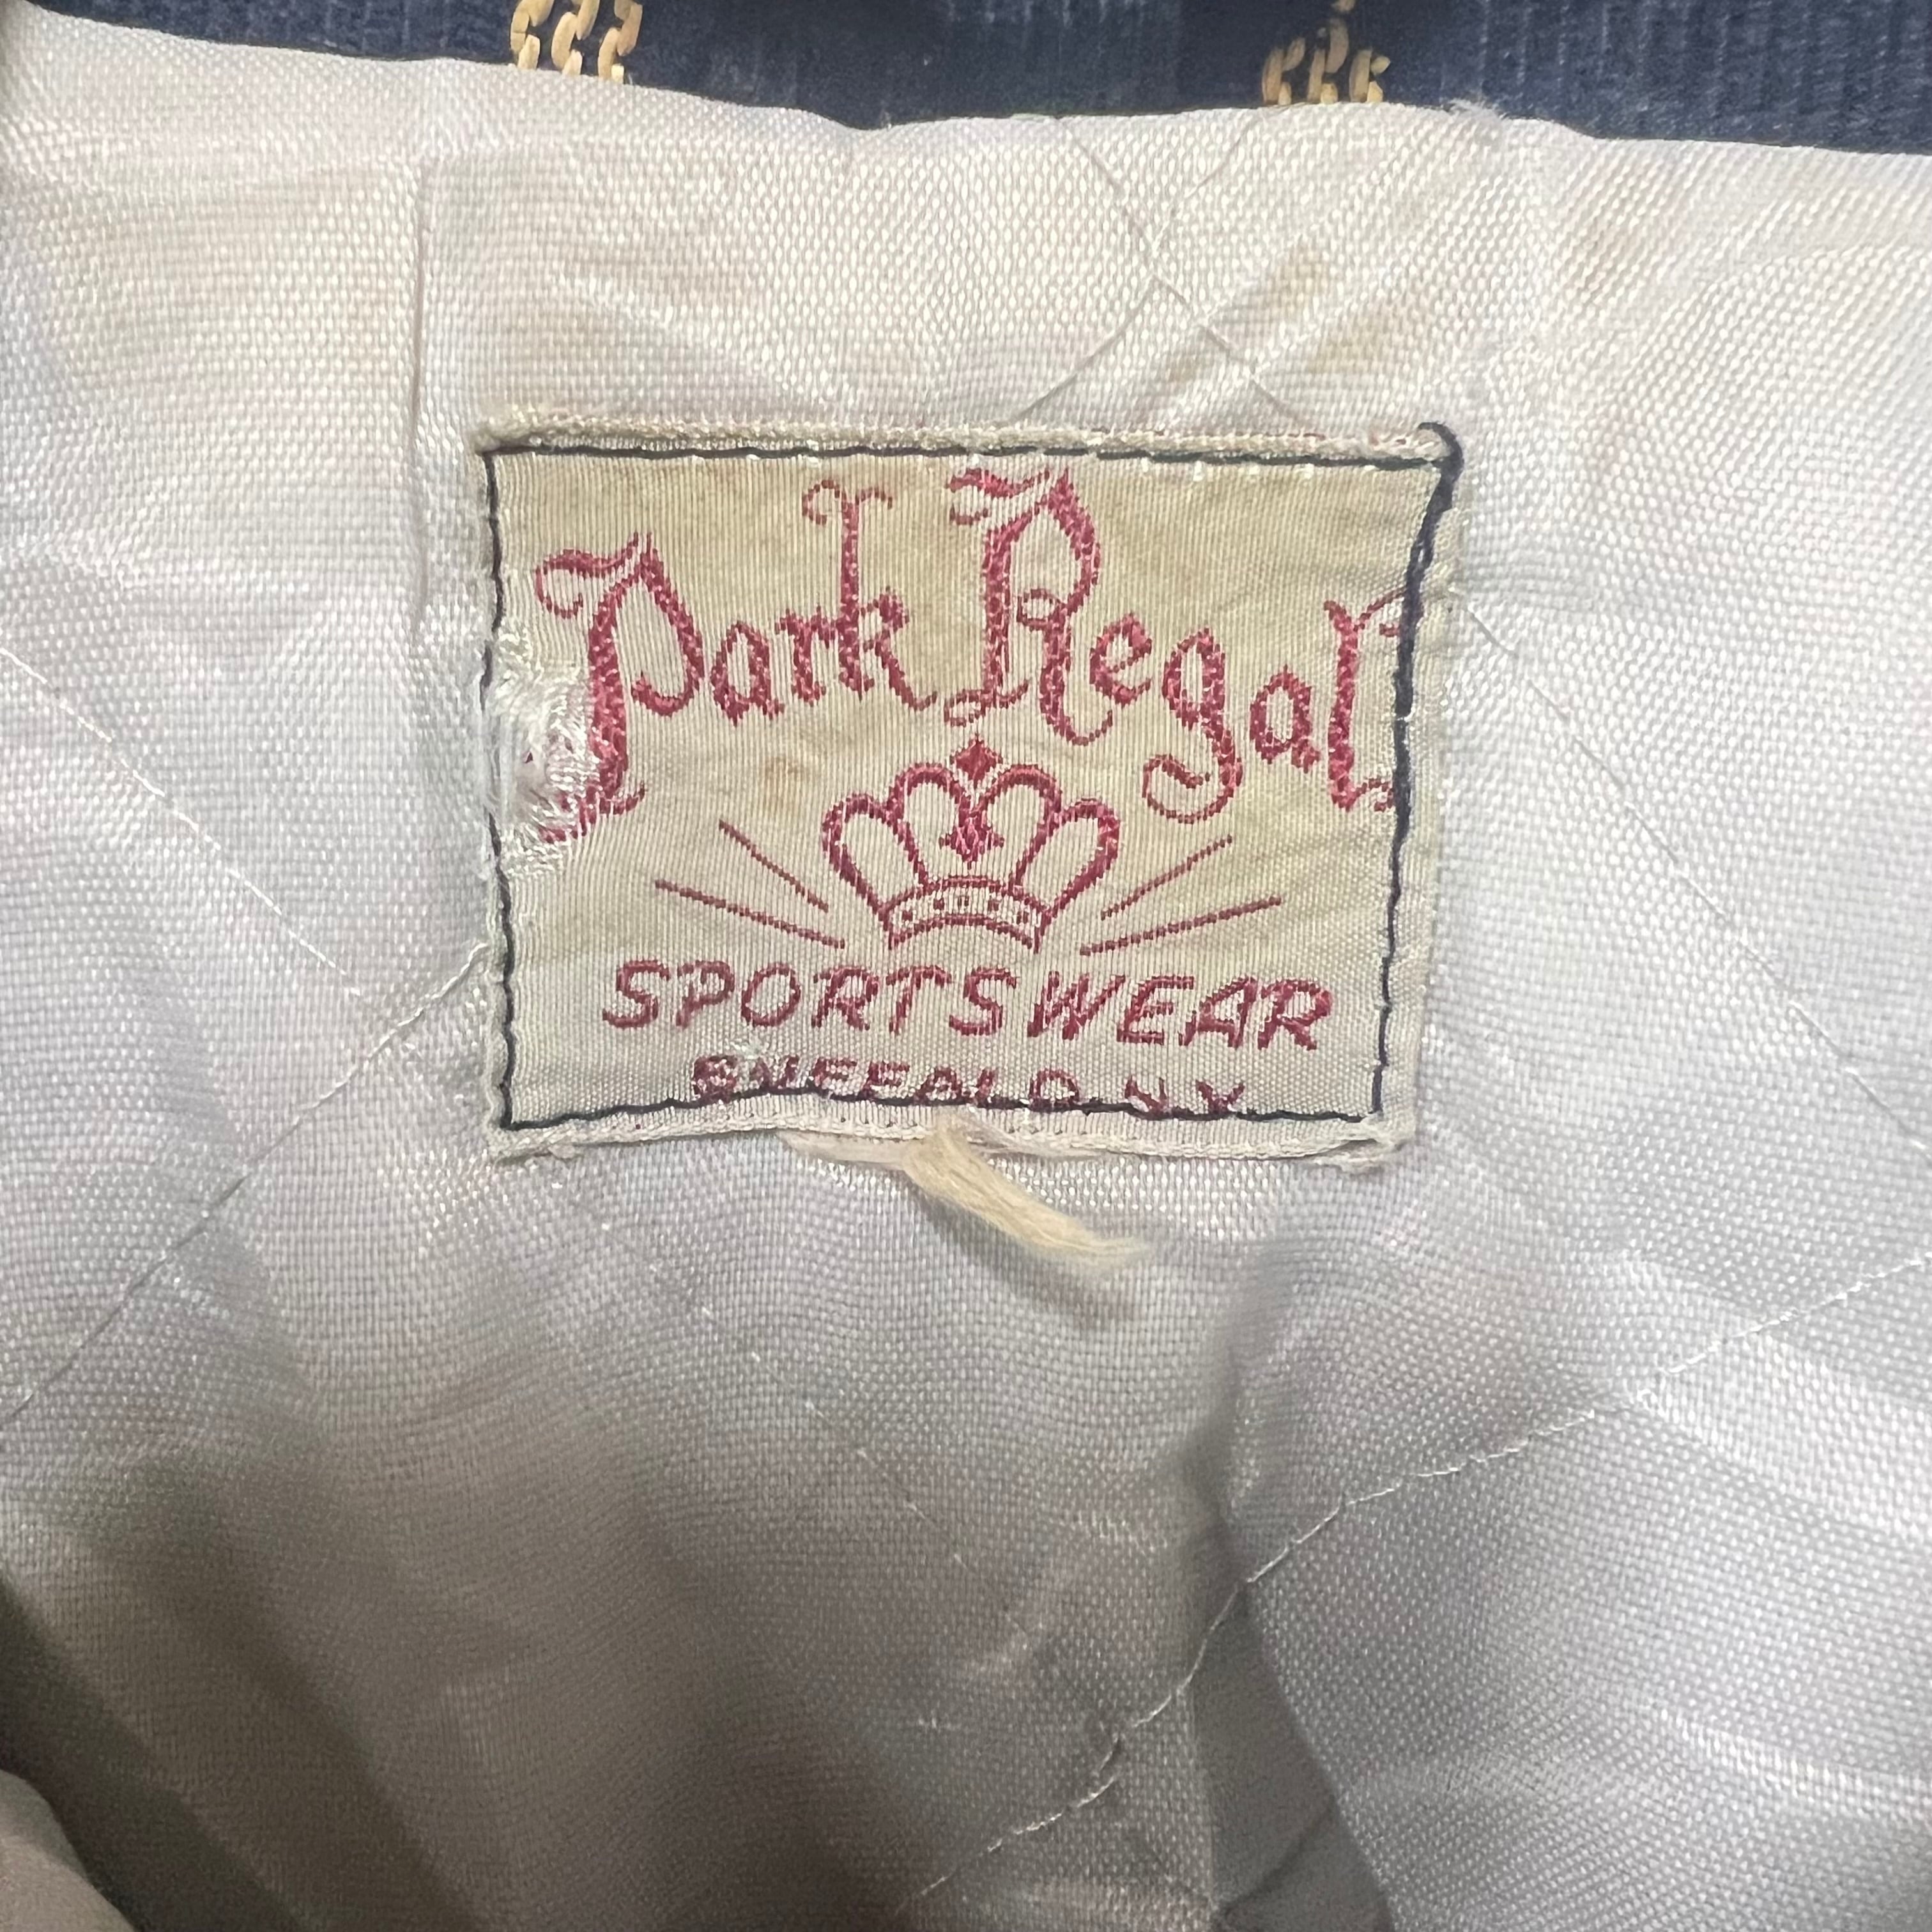 Park Regal
SPORTSWEAR
BUFFALO. N.Y.